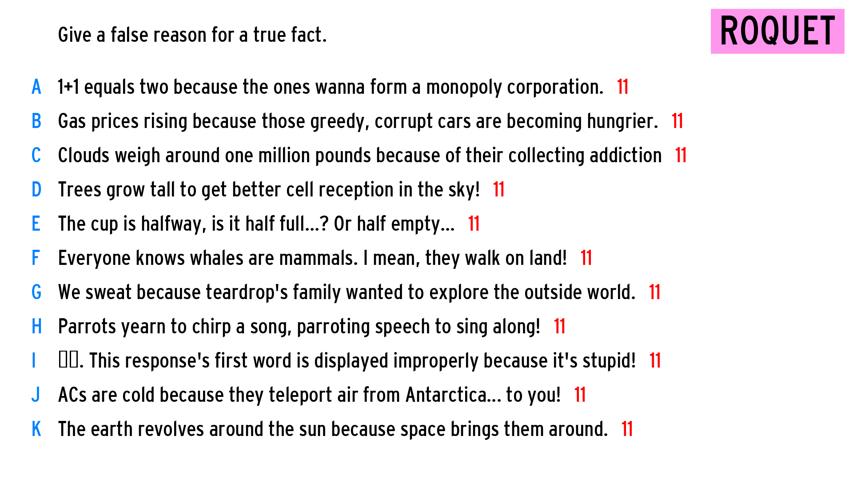 Give a false reason for a true fact.
ROQUET
A 1+1 equals two because the ones wanna form a monopoly corporation. 11
B Gas prices rising because those greedy, corrupt cars are becoming hungrier. 11
C Clouds weigh around one million pounds because of their collecting addiction 11
D Trees grow tall to get better cell reception in the sky! 11
E The cup is halfway, is it half full...? Or half empty... 11
F Everyone knows whales are mammals. I mean, they walk on land! 11
G We sweat because teardrop's family wanted to explore the outside world. 11
H Parrots yearn to chirp a song, parroting speech to sing along! 11
I ▯▯. This response's first word is displayed improperly because it's stupid! 11
J ACs are cold because they teleport air from Antarctica... to you! 11
K The earth revolves around the sun because space brings them around. 11